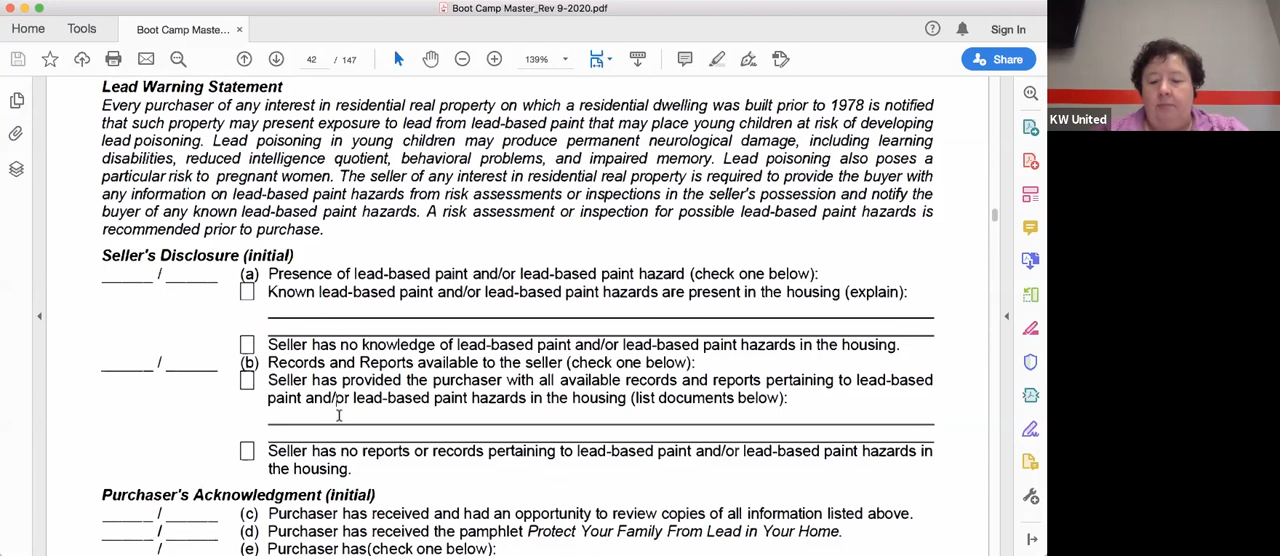 Boot Camp Master_Rev 9-2020.pdf
Home Tools Boot Camp Maste... × Sign In
42 / 147 139% Share
Lead Warning Statement
Every purchaser of any interest in residential real property on which a residential dwelling was built prior to 1978 is notified
that such property may present exposure to lead from lead-based paint that may place young children at risk of developing
lead poisoning. Lead poisoning in young children may produce permanent neurological damage, including learning
disabilities, reduced intelligence quotient, behavioral problems, and impaired memory. Lead poisoning also poses a
particular risk to pregnant women. The seller of any interest in residential real property is required to provide the buyer with
any information on lead-based paint hazards from risk assessments or inspections in the seller's possession and notify the
buyer of any known lead-based paint hazards. A risk assessment or inspection for possible lead-based paint hazards is
recommended prior to purchase.
Seller's Disclosure (initial)
______ / ______ (a) Presence of lead-based paint and/or lead-based paint hazard (check one below):
Known lead-based paint and/or lead-based paint hazards are present in the housing (explain):
Seller has no knowledge of lead-based paint and/or lead-based paint hazards in the housing.
______ / ______ (b) Records and Reports available to the seller (check one below):
Seller has provided the purchaser with all available records and reports pertaining to lead-based
paint and/or lead-based paint hazards in the housing (list documents below):
Seller has no reports or records pertaining to lead-based paint and/or lead-based paint hazards in
the housing.
Purchaser's Acknowledgment (initial)
______ / ______ (c) Purchaser has received and had an opportunity to review copies of all information listed above.
______ / ______ (d) Purchaser has received the pamphlet Protect Your Family From Lead in Your Home.
______ / ______ (e) Purchaser has(check one below):
KW United